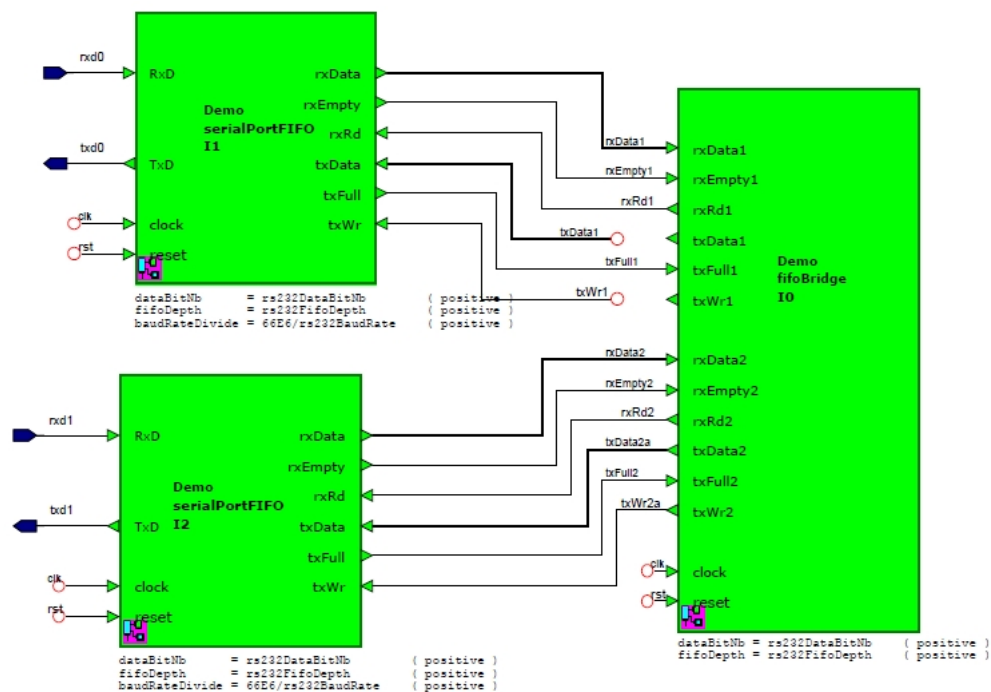 rxd0
RxD
rxData
rxEmpty
Demo
serialPortFIFO
I1
rxRd
txd0
TxD
txData
txFull
clk
clock
txWr
rst
reset
dataBitNb = rs232DataBitNb ( positive )
fifoDepth = rs232FifoDepth ( positive )
baudRateDivide = 66E6/rs232BaudRate ( positive )
rxData1
rxEmpty1
rxRd1
txData1
txFull1
txWr1
rxData2
rxEmpty2
rxRd2
txData2a
txFull2
txWr2a
rxData1
rxEmpty1
rxRd1
txData1
txFull1
txWr1
Demo
fifoBridge
I0
rxData2
rxEmpty2
rxRd2
txData2
txFull2
txWr2
clk
clock
rst
reset
dataBitNb = rs232DataBitNb ( positive )
fifoDepth = rs232FifoDepth ( positive )
rxd1
RxD
rxData
rxEmpty
Demo
serialPortFIFO
I2
rxRd
txd1
TxD
txData
txFull
clk
clock
txWr
rst
reset
dataBitNb = rs232DataBitNb ( positive )
fifoDepth = rs232FifoDepth ( positive )
baudRateDivide = 66E6/rs232BaudRate ( positive )